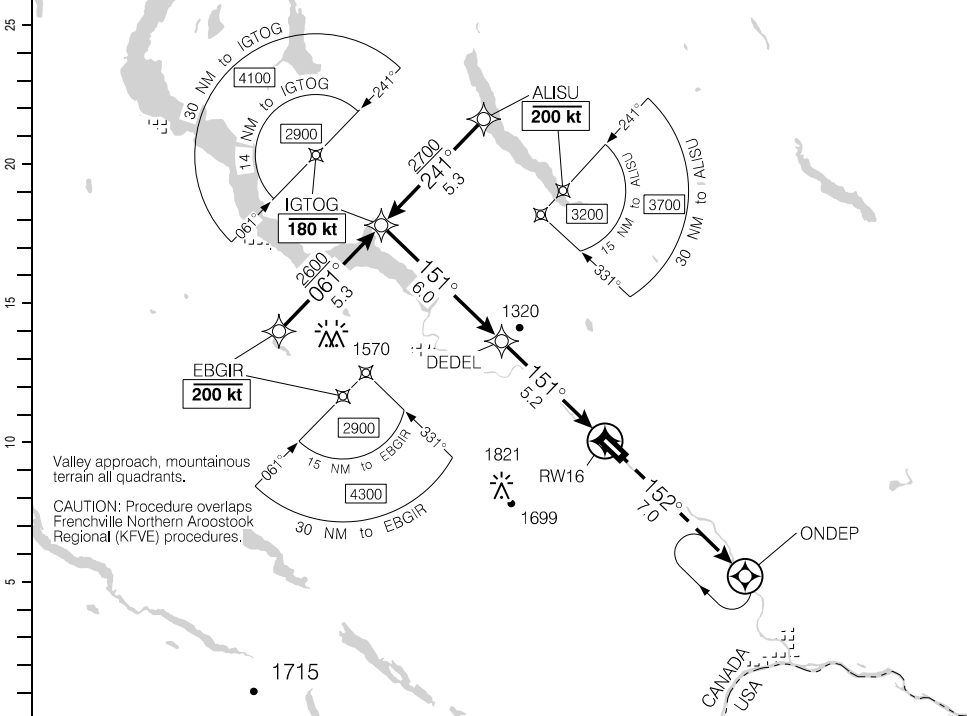 25
20
15
10
5
30 NM to IGTOG
4100
241°
14 NM to IGTOG
2900
061°
IGTOG
180 kt
ALISU
200 kt
241°
15 NM to ALISU
3200
3700
30 NM to ALISU
331°
2700
241°
5.3
2600
061°
5.3
151°
6.0
1320
DEDEL
151°
5.2
EBGIR
200 kt
1570
2900
331°
061°
15 NM to EBGIR
4300
30 NM to EBGIR
1821
1699
RW16
152°
7.0
ONDEP
Valley approach, mountainous
terrain all quadrants.
CAUTION: Procedure overlaps
Frenchville Northern Aroostook
Regional (KFVE) procedures.
1715
CANADA
USA